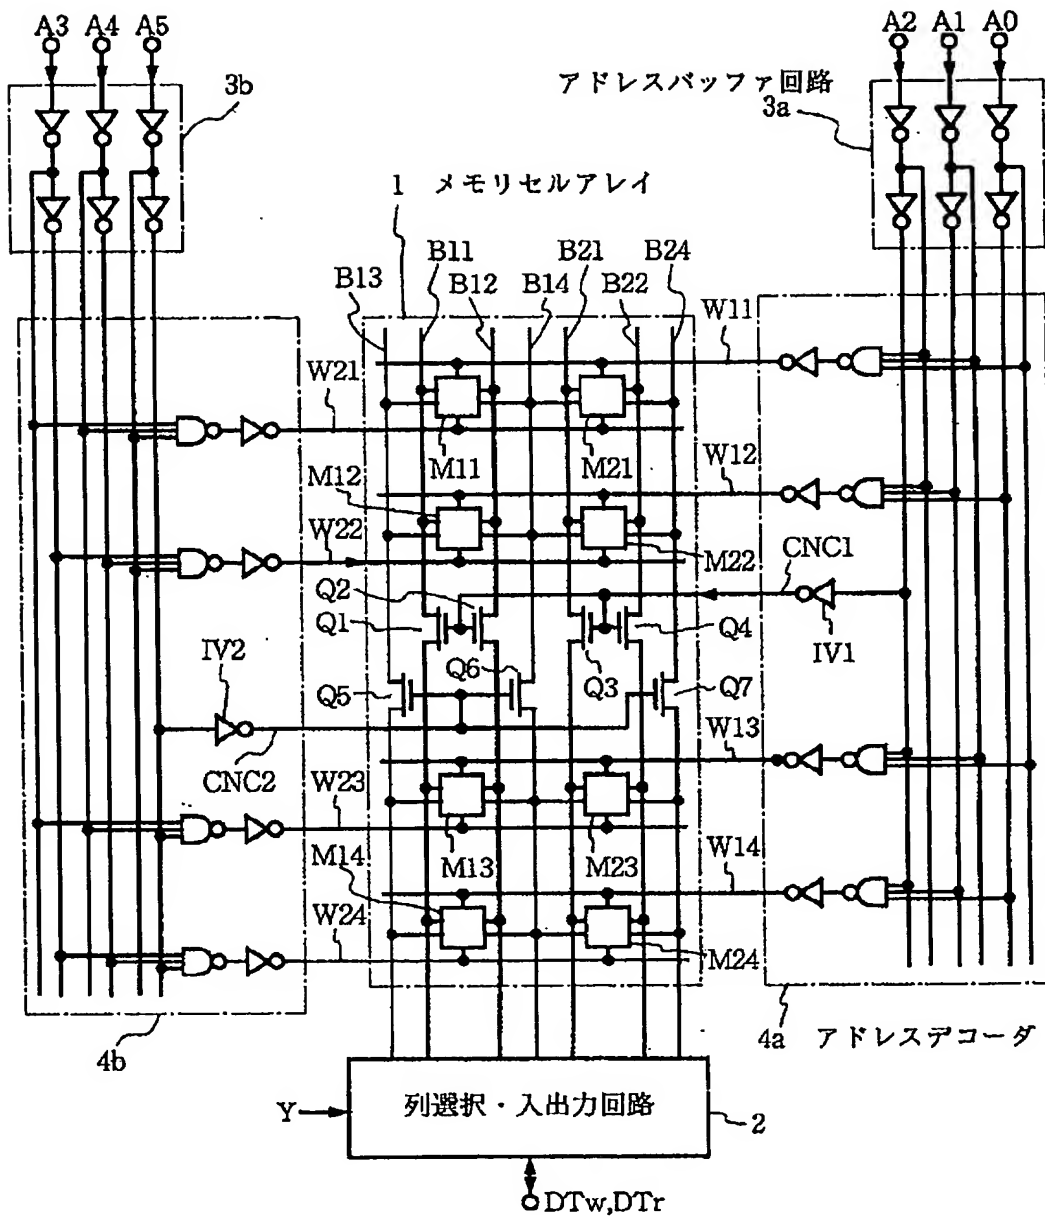 A3 A4 A5
A2 A1 A0
3b
アドレスバッファ回路
3a
1 メモリセルアレイ
B13
B11
B12
B14
B21
B22
B24
W11
W21
M11
M21
W12
M12
W22
M22
CNC1
Q2
Q1
Q4
IV1
IV2
Q6
Q3
Q5
Q7
CNC2
W13
W23
M13
M23
W14
M14
W24
M24
4b
4a アドレスデコーダ
Y
列選択・入出力回路
2
DTw,DTr